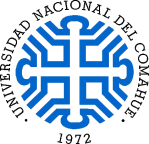 · UNIVERSIDAD NACIONAL DEL COMAHUE ·
1972